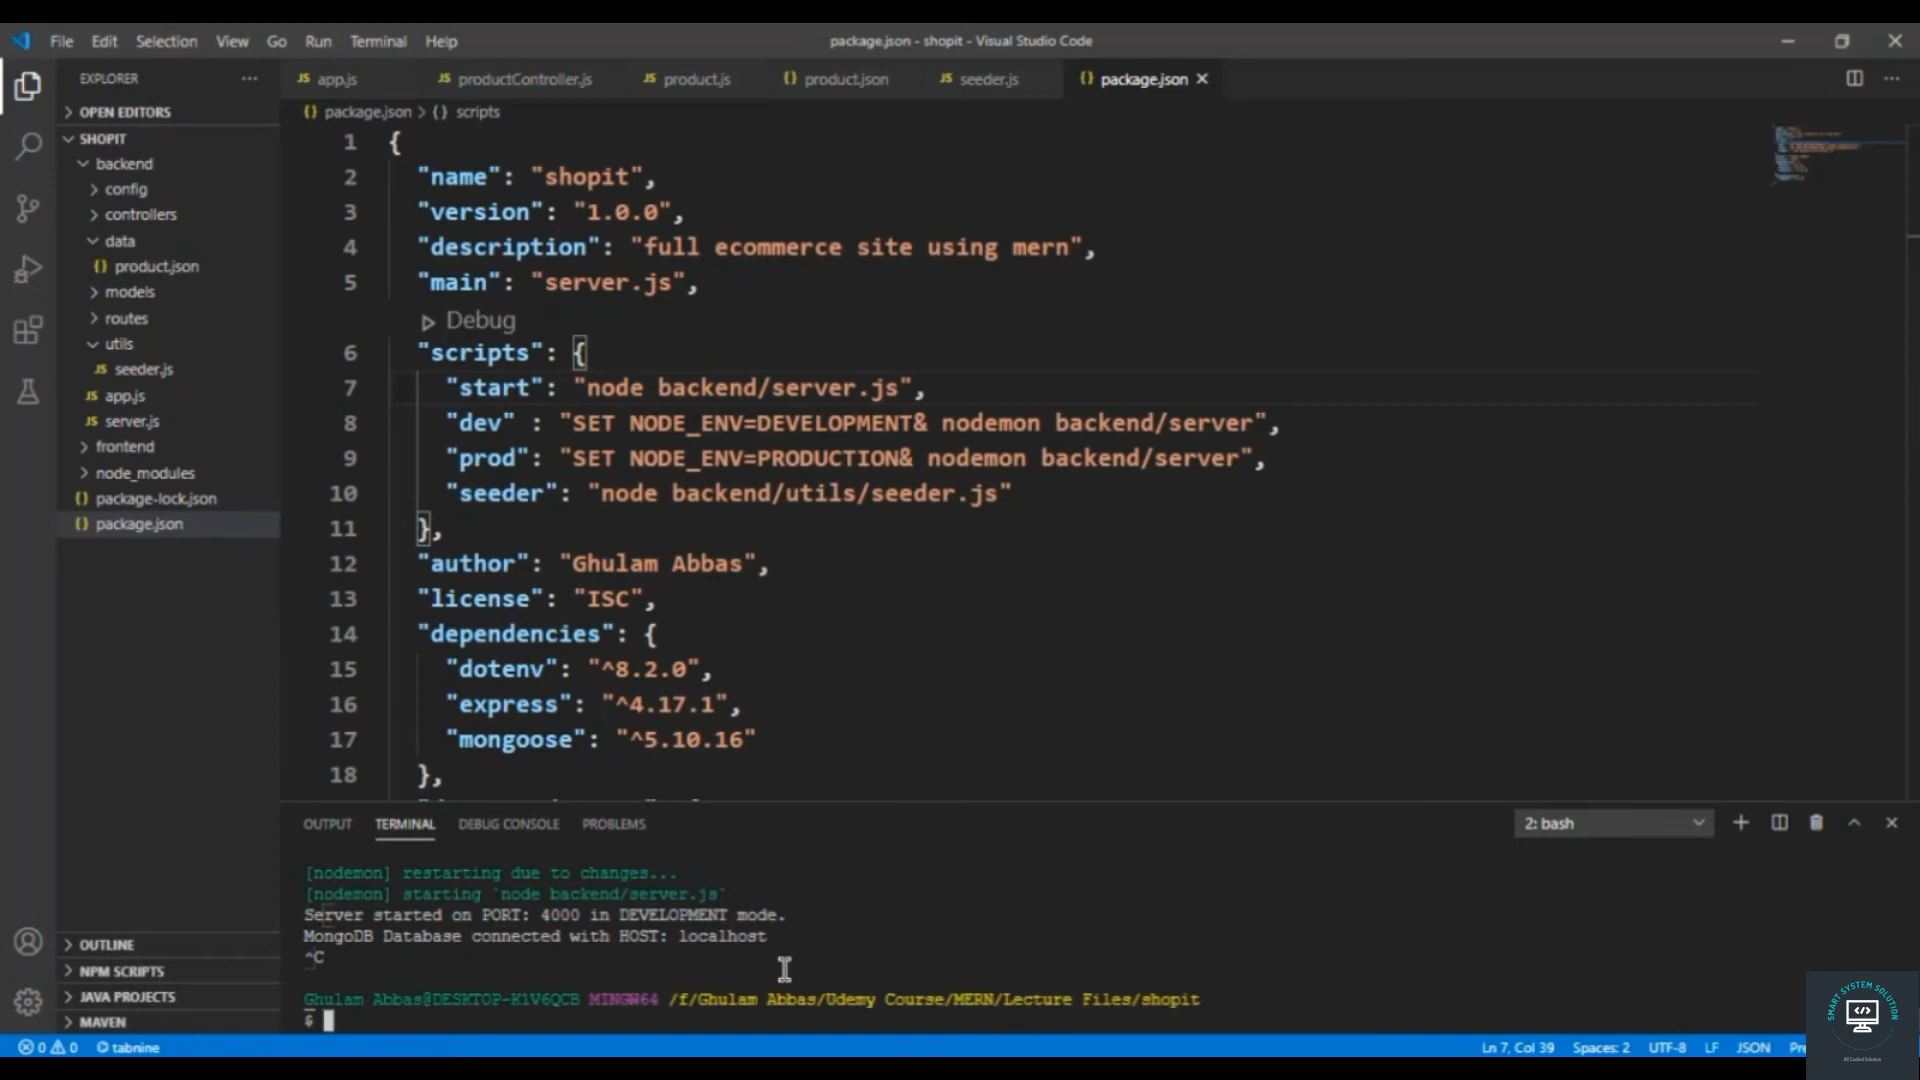 File Edit Selection View Go Run Terminal Help
package.json - shopit - Visual Studio Code
EXPLORER
OPEN EDITORS
SHOPIT
backend
config
controllers
data
{} product.json
models
routes
utils
JS seeder.js
JS app.js
JS server.js
frontend
node_modules
{} package-lock.json
{} package.json
OUTLINE
NPM SCRIPTS
JAVA PROJECTS
MAVEN
JS app.js JS productController.js JS product.js {} product.json JS seeder.js {} package.json
{} package.json > {} scripts
1 {
2 "name": "shopit",
3 "version": "1.0.0",
4 "description": "full ecommerce site using mern",
5 "main": "server.js",
Debug
6 "scripts": {
7 "start": "node backend/server.js",
8 "dev" : "SET NODE_ENV=DEVELOPMENT& nodemon backend/server",
9 "prod": "SET NODE_ENV=PRODUCTION& nodemon backend/server",
10 "seeder": "node backend/utils/seeder.js"
11 },
12 "author": "Ghulam Abbas",
13 "license": "ISC",
14 "dependencies": {
15 "dotenv": "^8.2.0",
16 "express": "^4.17.1",
17 "mongoose": "^5.10.16"
18 },
OUTPUT TERMINAL DEBUG CONSOLE PROBLEMS
2: bash
[nodemon] restarting due to changes...
[nodemon] starting `node backend/server.js`
Server started on PORT: 4000 in DEVELOPMENT mode.
MongoDB Database connected with HOST: localhost
^C
Ghulam Abbas@DESKTOP-K1V6QCB MINGW64 /f/Ghulam Abbas/Udemy Course/MERN/Lecture Files/shopit
$
0 0 tabnine
Ln 7, Col 39 Spaces: 2 UTF-8 LF JSON Pre
SMART SYSTEM SOLUTION